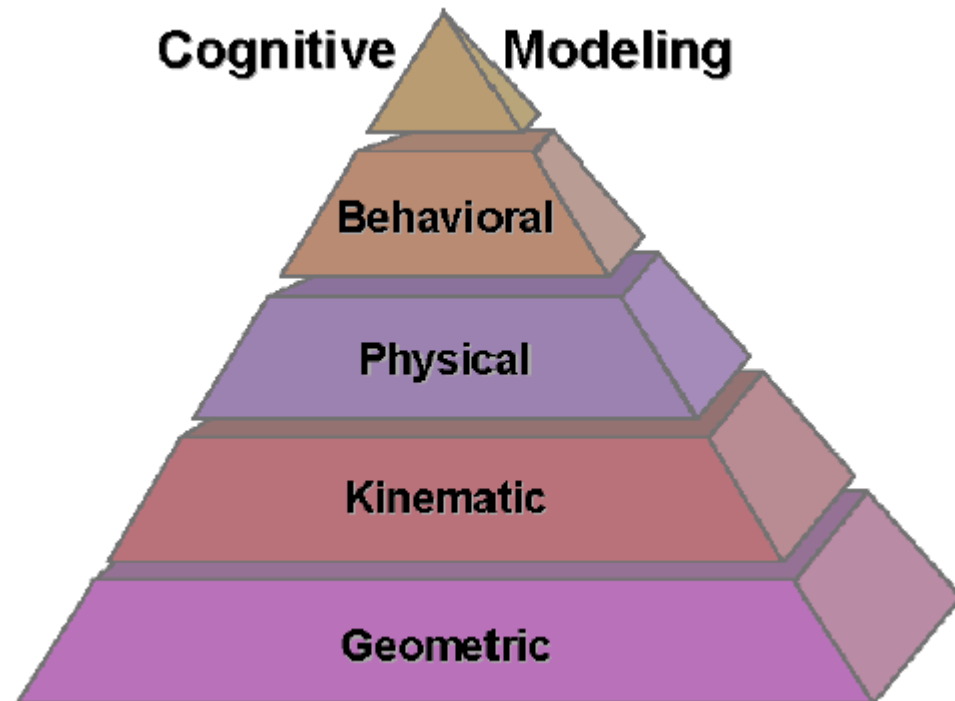 Cognitive Modeling
Behavioral
Physical
Kinematic
Geometric